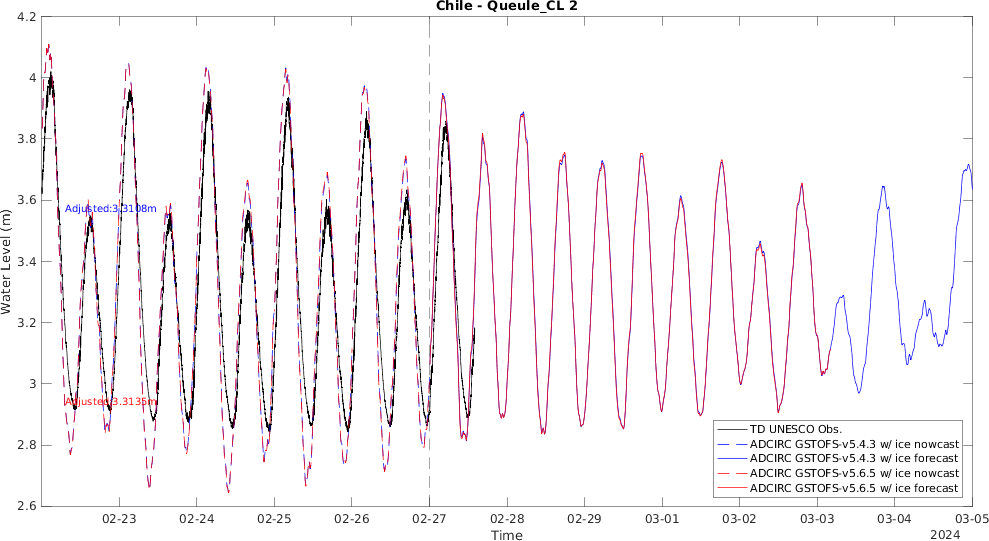 Chile - Queule_CL 2
4.2
4
3.8
3.6
3.4
3.2
3
2.8
2.6
Water Level (m)
Adjusted:3.3108m
Adjusted:3.3135m
TD UNESCO Obs.
ADCIRC GSTOFS-v5.4.3 w/ ice nowcast
ADCIRC GSTOFS-v5.4.3 w/ ice forecast
ADCIRC GSTOFS-v5.6.5 w/ ice nowcast
ADCIRC GSTOFS-v5.6.5 w/ ice forecast
02-23 02-24 02-25 02-26 02-27 02-28 02-29 03-01 03-02 03-03 03-04 03-05
Time
2024